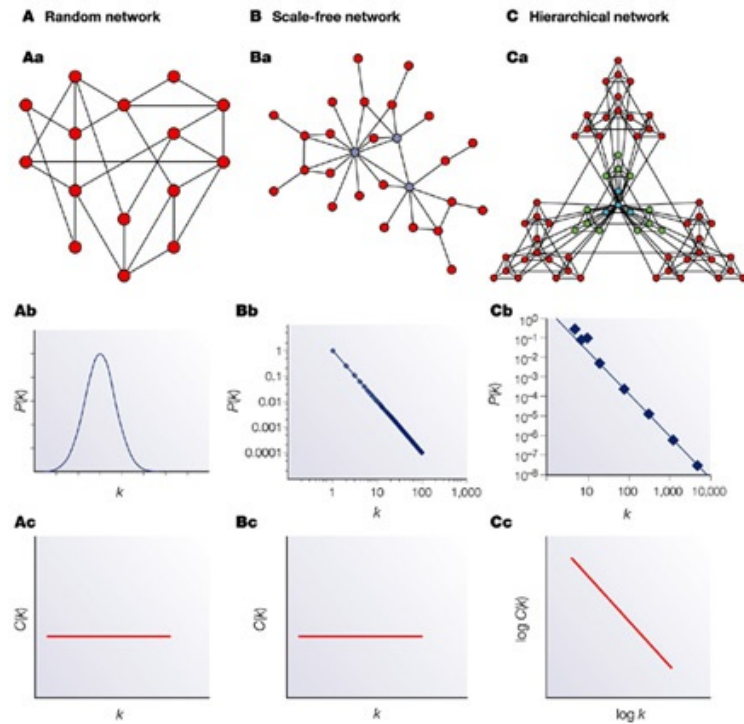 A Random network
B Scale-free network
C Hierarchical network
Aa
Ba
Ca
Ab
P(k)
k
Bb
1
0.1
0.01
0.001
0.0001
P(k)
1 10 100 1,000
k
Cb
10⁰
10⁻¹
10⁻²
10⁻³
10⁻⁴
10⁻⁵
10⁻⁶
10⁻⁷
10⁻⁸
P(k)
10 100 1,000 10,000
k
Ac
C(k)
k
Bc
C(k)
k
Cc
log C(k)
log k